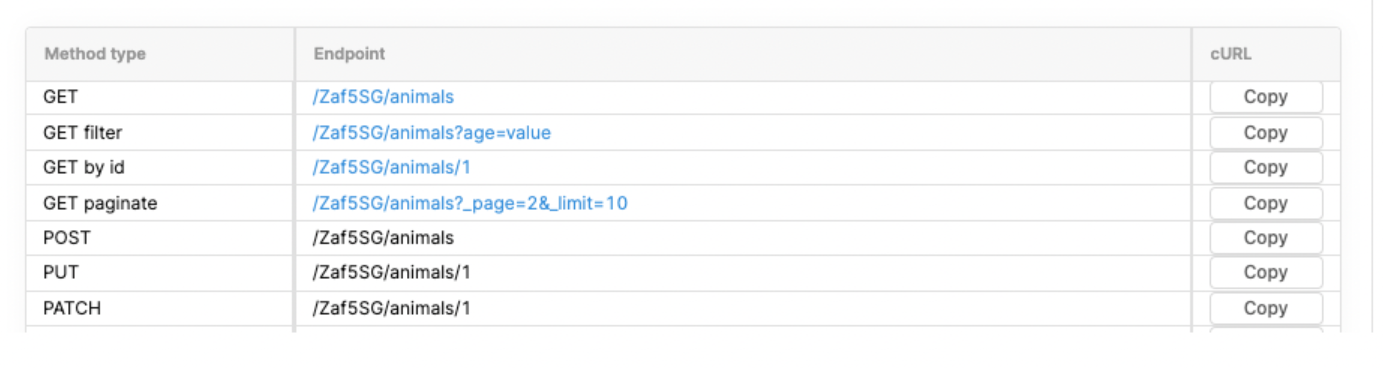 Method type Endpoint cURL
GET /Zaf5SG/animals Copy
GET filter /Zaf5SG/animals?age=value Copy
GET by id /Zaf5SG/animals/1 Copy
GET paginate /Zaf5SG/animals?_page=2&_limit=10 Copy
POST /Zaf5SG/animals Copy
PUT /Zaf5SG/animals/1 Copy
PATCH /Zaf5SG/animals/1 Copy